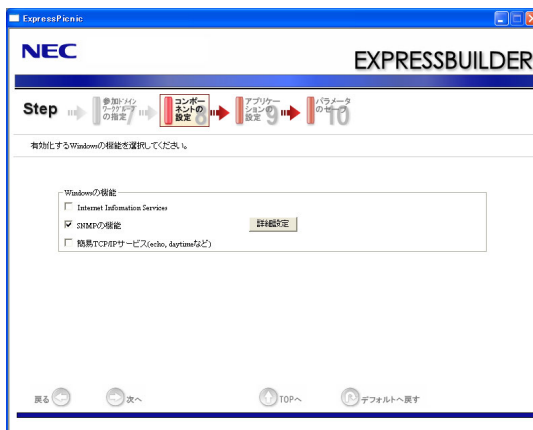 ExpressPicnic
NEC
EXPRESSBUILDER
Step
参加ドメイン
ワークグループ
の指定 7
コンポー
ネントの
設定 8
アプリケー
ションの
設定 9
パラメータ
のセーブ 10
有効化するWindowsの機能を選択してください。
Windowsの機能
Internet Infomation Services
SNMPの機能 詳細設定
簡易TCP/IPサービス(echo, daytimeなど)
戻る 次へ TOPへ デフォルトへ戻す